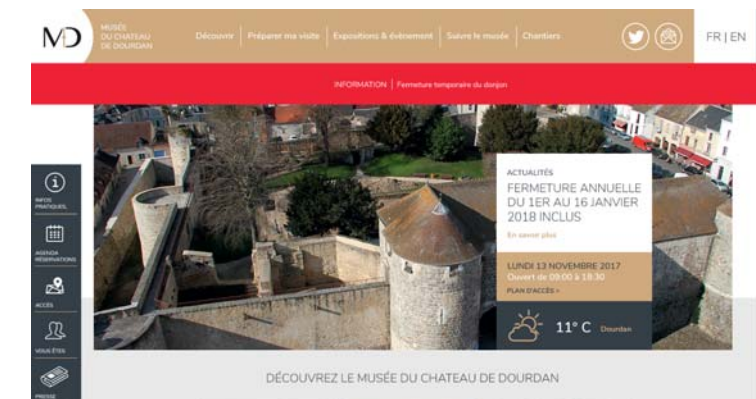 MD
MUSÉE
DU CHATEAU
DE DOURDAN
Découvrir | Préparer ma visite | Expositions & évènement | Suivre le musée | Chantiers
FR | EN
INFORMATION | Fermeture temporaire du donjon
INFOS
PRATIQUES,
AGENDA
RÉSERVATIONS
ACCÈS
VOUS ÊTES
PRESSE
ACTUALITÉS
FERMETURE ANNUELLE
DU 1ER AU 16 JANVIER
2018 INCLUS
En savoir plus
LUNDI 13 NOVEMBRE 2017
Ouvert de 09:00 à 18:30
PLAN D'ACCÈS >
11° C Dourdan
DÉCOUVREZ LE MUSÉE DU CHATEAU DE DOURDAN